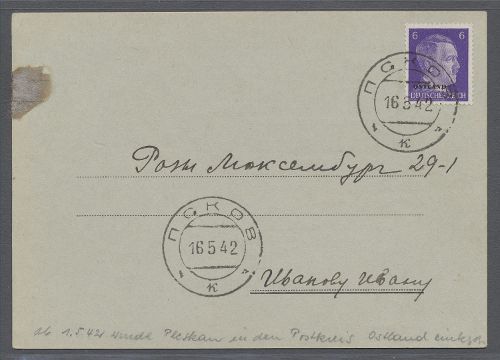 6 6
OSTLAND
DEUTSCHES REICH
ПСКОВ
16 5 42
к
Розы Люксембург 29-1
ПСКОВ
16 5 42
к
Иванову Ивану
ab 1.5.42 wurde Pleskau in den Postkreis Ostland